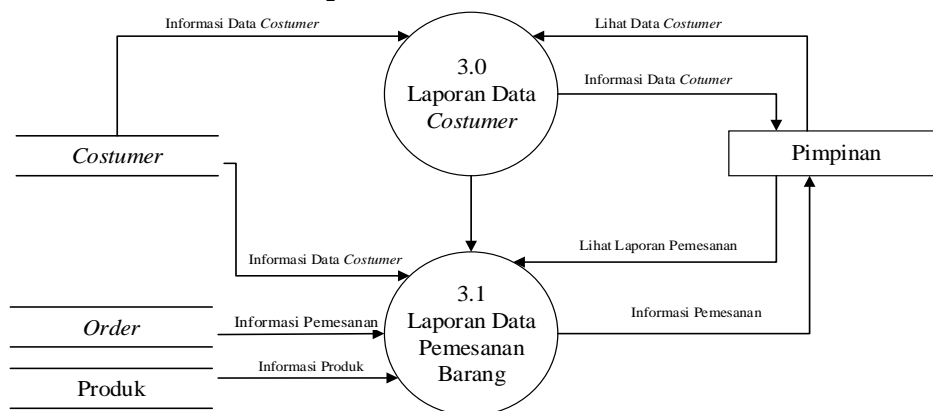 Informasi Data Costumer
Lihat Data Costumer
3.0
Laporan Data
Costumer
Informasi Data Cotumer
Costumer
Pimpinan
Lihat Laporan Pemesanan
Informasi Data Costumer
3.1
Laporan Data
Pemesanan
Barang
Informasi Pemesanan
Order
Informasi Pemesanan
Informasi Produk
Produk